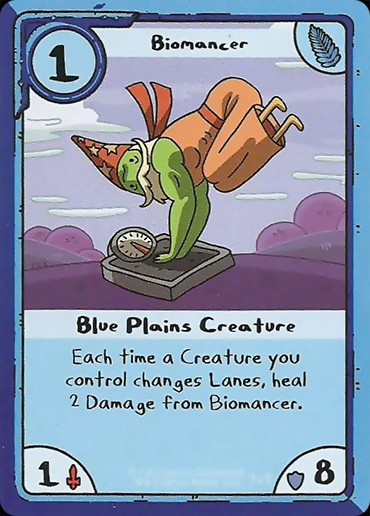 1
Biomancer
Blue Plains Creature
Each time a Creature you
control changes Lanes, heal
2 Damage from Biomancer.
1
8